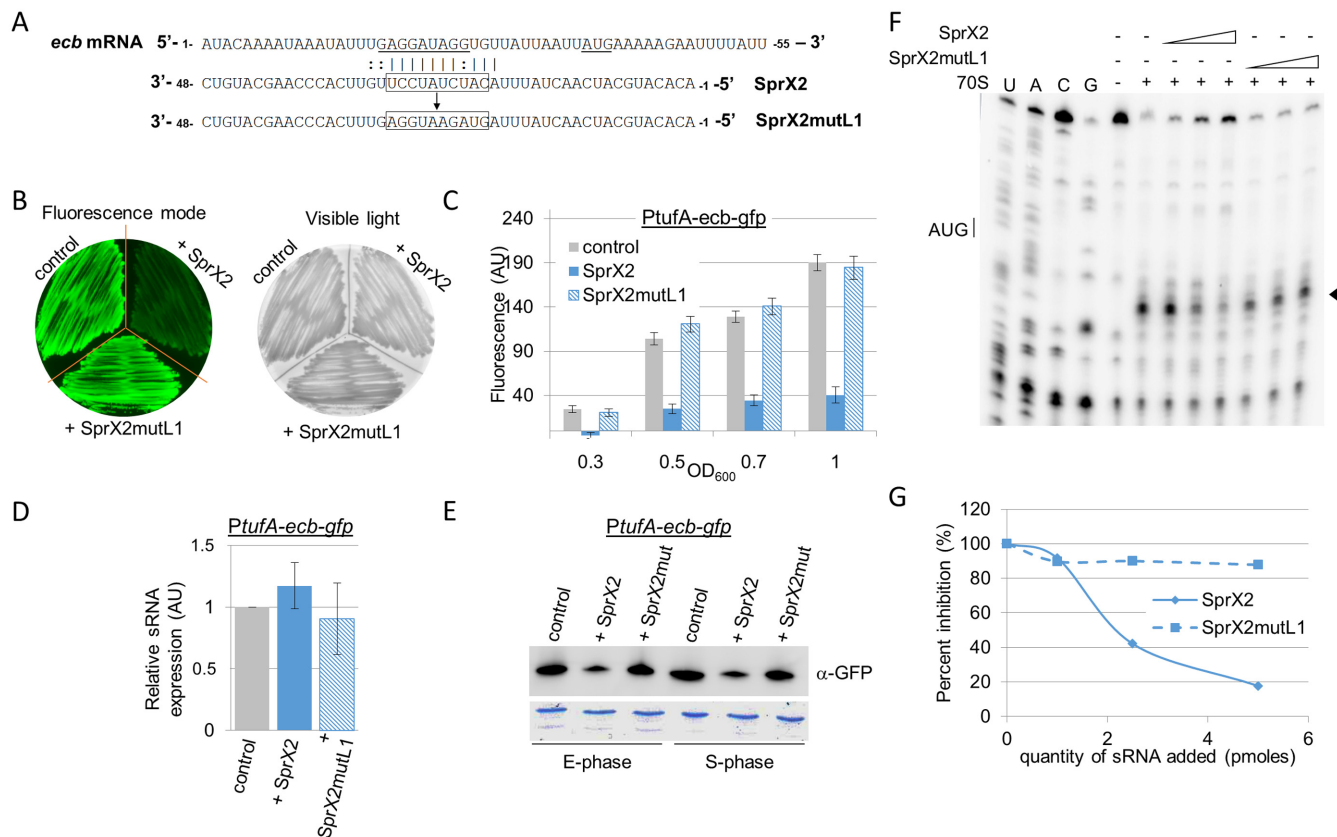 A
ecb mRNA 5’- 1- AUACAAAAUAAAUAUUUGAGGAUAGGUGUUAUUAAUUAUGAAAAAGAAUUUUAUU -55 – 3’
3’- 48- CUGUACGAACCCACUUGUUCCUAUCUACAUUUAUCAACUACGUACACA -1 -5’ SprX2
3’- 48- CUGUACGAACCCACUUUGAGGUAAGAUGAUUUAUCAACUACGUACACA -1 -5’ SprX2mutL1
B
Fluorescence mode
control
+ SprX2
+ SprX2mutL1
Visible light
control
+ SprX2
+ SprX2mutL1
C
PtufA-ecb-gfp
Fluorescence (AU)
240
190
140
90
40
control
SprX2
SprX2mutL1
0.3 0.5 0.7 1
OD600
D
PtufA-ecb-gfp
Relative sRNA
expression (AU)
1.5
1
0.5
0
control
+ SprX2
+
SprX2mutL1
E
PtufA-ecb-gfp
control
+ SprX2
+ SprX2mut
control
+ SprX2
+ SprX2mut
α-GFP
E-phase S-phase
F
SprX2 - - - - -
SprX2mutL1 - - - - -
70S U A C G - + + + + + + +
AUG
G
Percent inhibition (%)
120
100
80
60
40
20
0
SprX2
SprX2mutL1
0 2 4 6
quantity of sRNA added (pmoles)